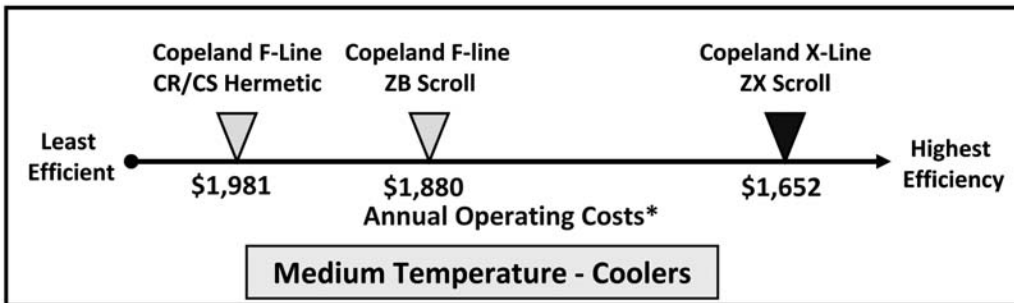 Copeland F-Line
CR/CS Hermetic
Copeland F-line
ZB Scroll
Copeland X-Line
ZX Scroll
Least
Efficient
Highest
Efficiency
$1,981
$1,880
$1,652
Annual Operating Costs*
Medium Temperature - Coolers